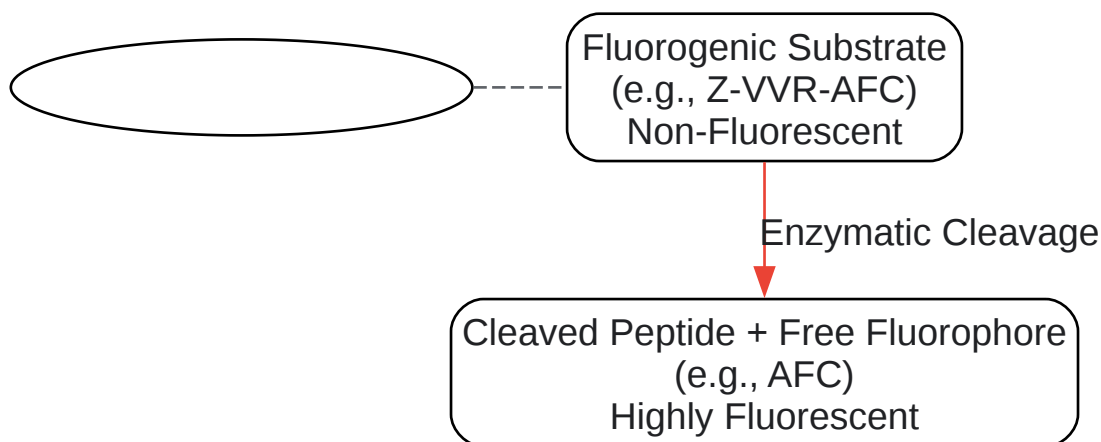 Fluorogenic Substrate
(e.g., Z-VVR-AFC)
Non-Fluorescent
Enzymatic Cleavage
Cleaved Peptide + Free Fluorophore
(e.g., AFC)
Highly Fluorescent